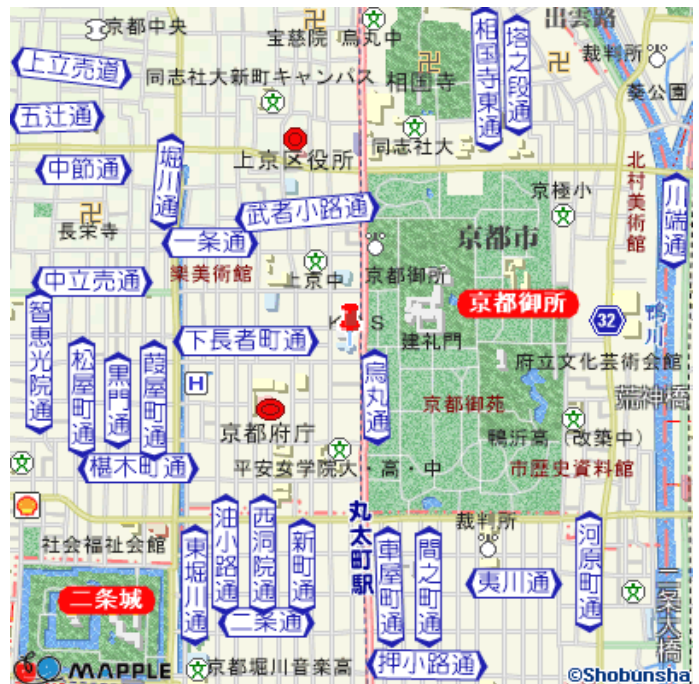 京都中央
宝慈院
烏丸中
相国寺東通
塔之段通
出雲路
裁判所
上立売通
同志社大新町キャンパス
相国寺
葵公園
五辻通
中節通
堀川通
上京区役所
同志社大
北村美術館
川端通
京極小
武者小路通
長栄寺
一条通
京都市
樂美術館
上京中
京都御所
中立売通
京都御所
智恵光院通
K
S
32
鴨川
下長者町通
建礼門
府立文化芸術会館
松屋町通
黒門通
葭屋町通
H
烏丸通
荒神橋
京都御苑
京都府庁
鴨沂高(改築中)
椹木町通
平安女学院大・高・中
市歴史資料館
丸太町駅
裁判所
社会福祉会館
東堀川通
油小路通
西洞院通
新町通
車屋町通
間之町通
夷川通
河原町通
二条城
二条通
二条大橋
MAPPLE
京都堀川音楽高
押小路通
©Shobunsha